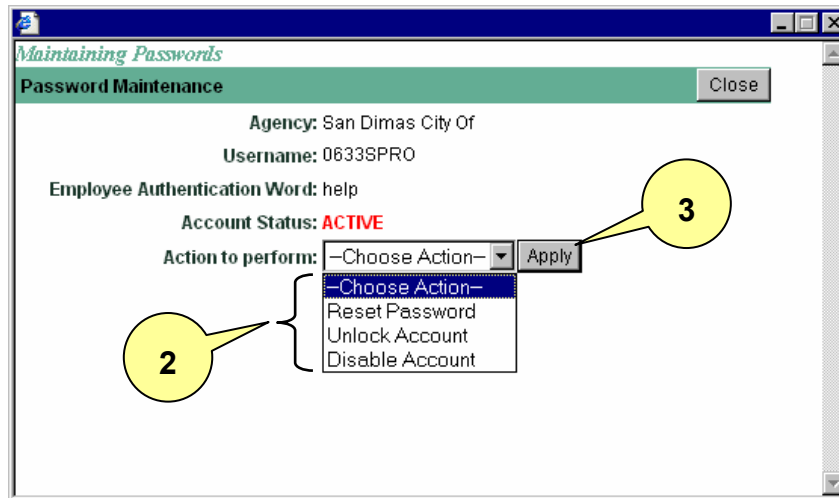 Maintaining Passwords
Password Maintenance Close
Agency: San Dimas City Of
Username: 0633SPRO
Employee Authentication Word: help
Account Status: ACTIVE
Action to perform: --Choose Action-- Apply
--Choose Action--
Reset Password
Unlock Account
Disable Account
3
2